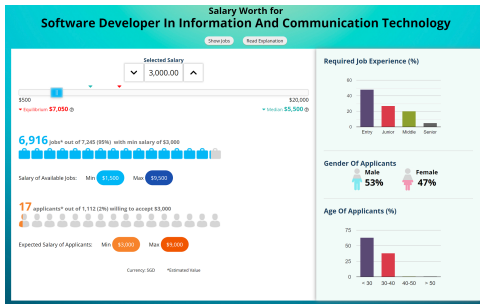 Salary Worth for
Software Developer In Information And Communication Technology
Show Jobs Read Explanation
Selected Salary
3,000.00
$500 $20,000
Equilibrium $7,050 Median $5,500
6,916 jobs* out of 7,245 (95%) with min salary of $3,000
Salary of Available Jobs: Min $1,500 Max $9,500
17 applicants* out of 1,112 (2%) willing to accept $3,000
Expected Salary of Applicants: Min $3,000 Max $9,000
Currency: SGD *Estimated Value
Required Job Experience (%)
60
40
20
0
Entry Junior Middle Senior
Gender Of Applicants
Male Female
53% 47%
Age Of Applicants (%)
75
50
25
0
< 30 30-40 40-50 > 50